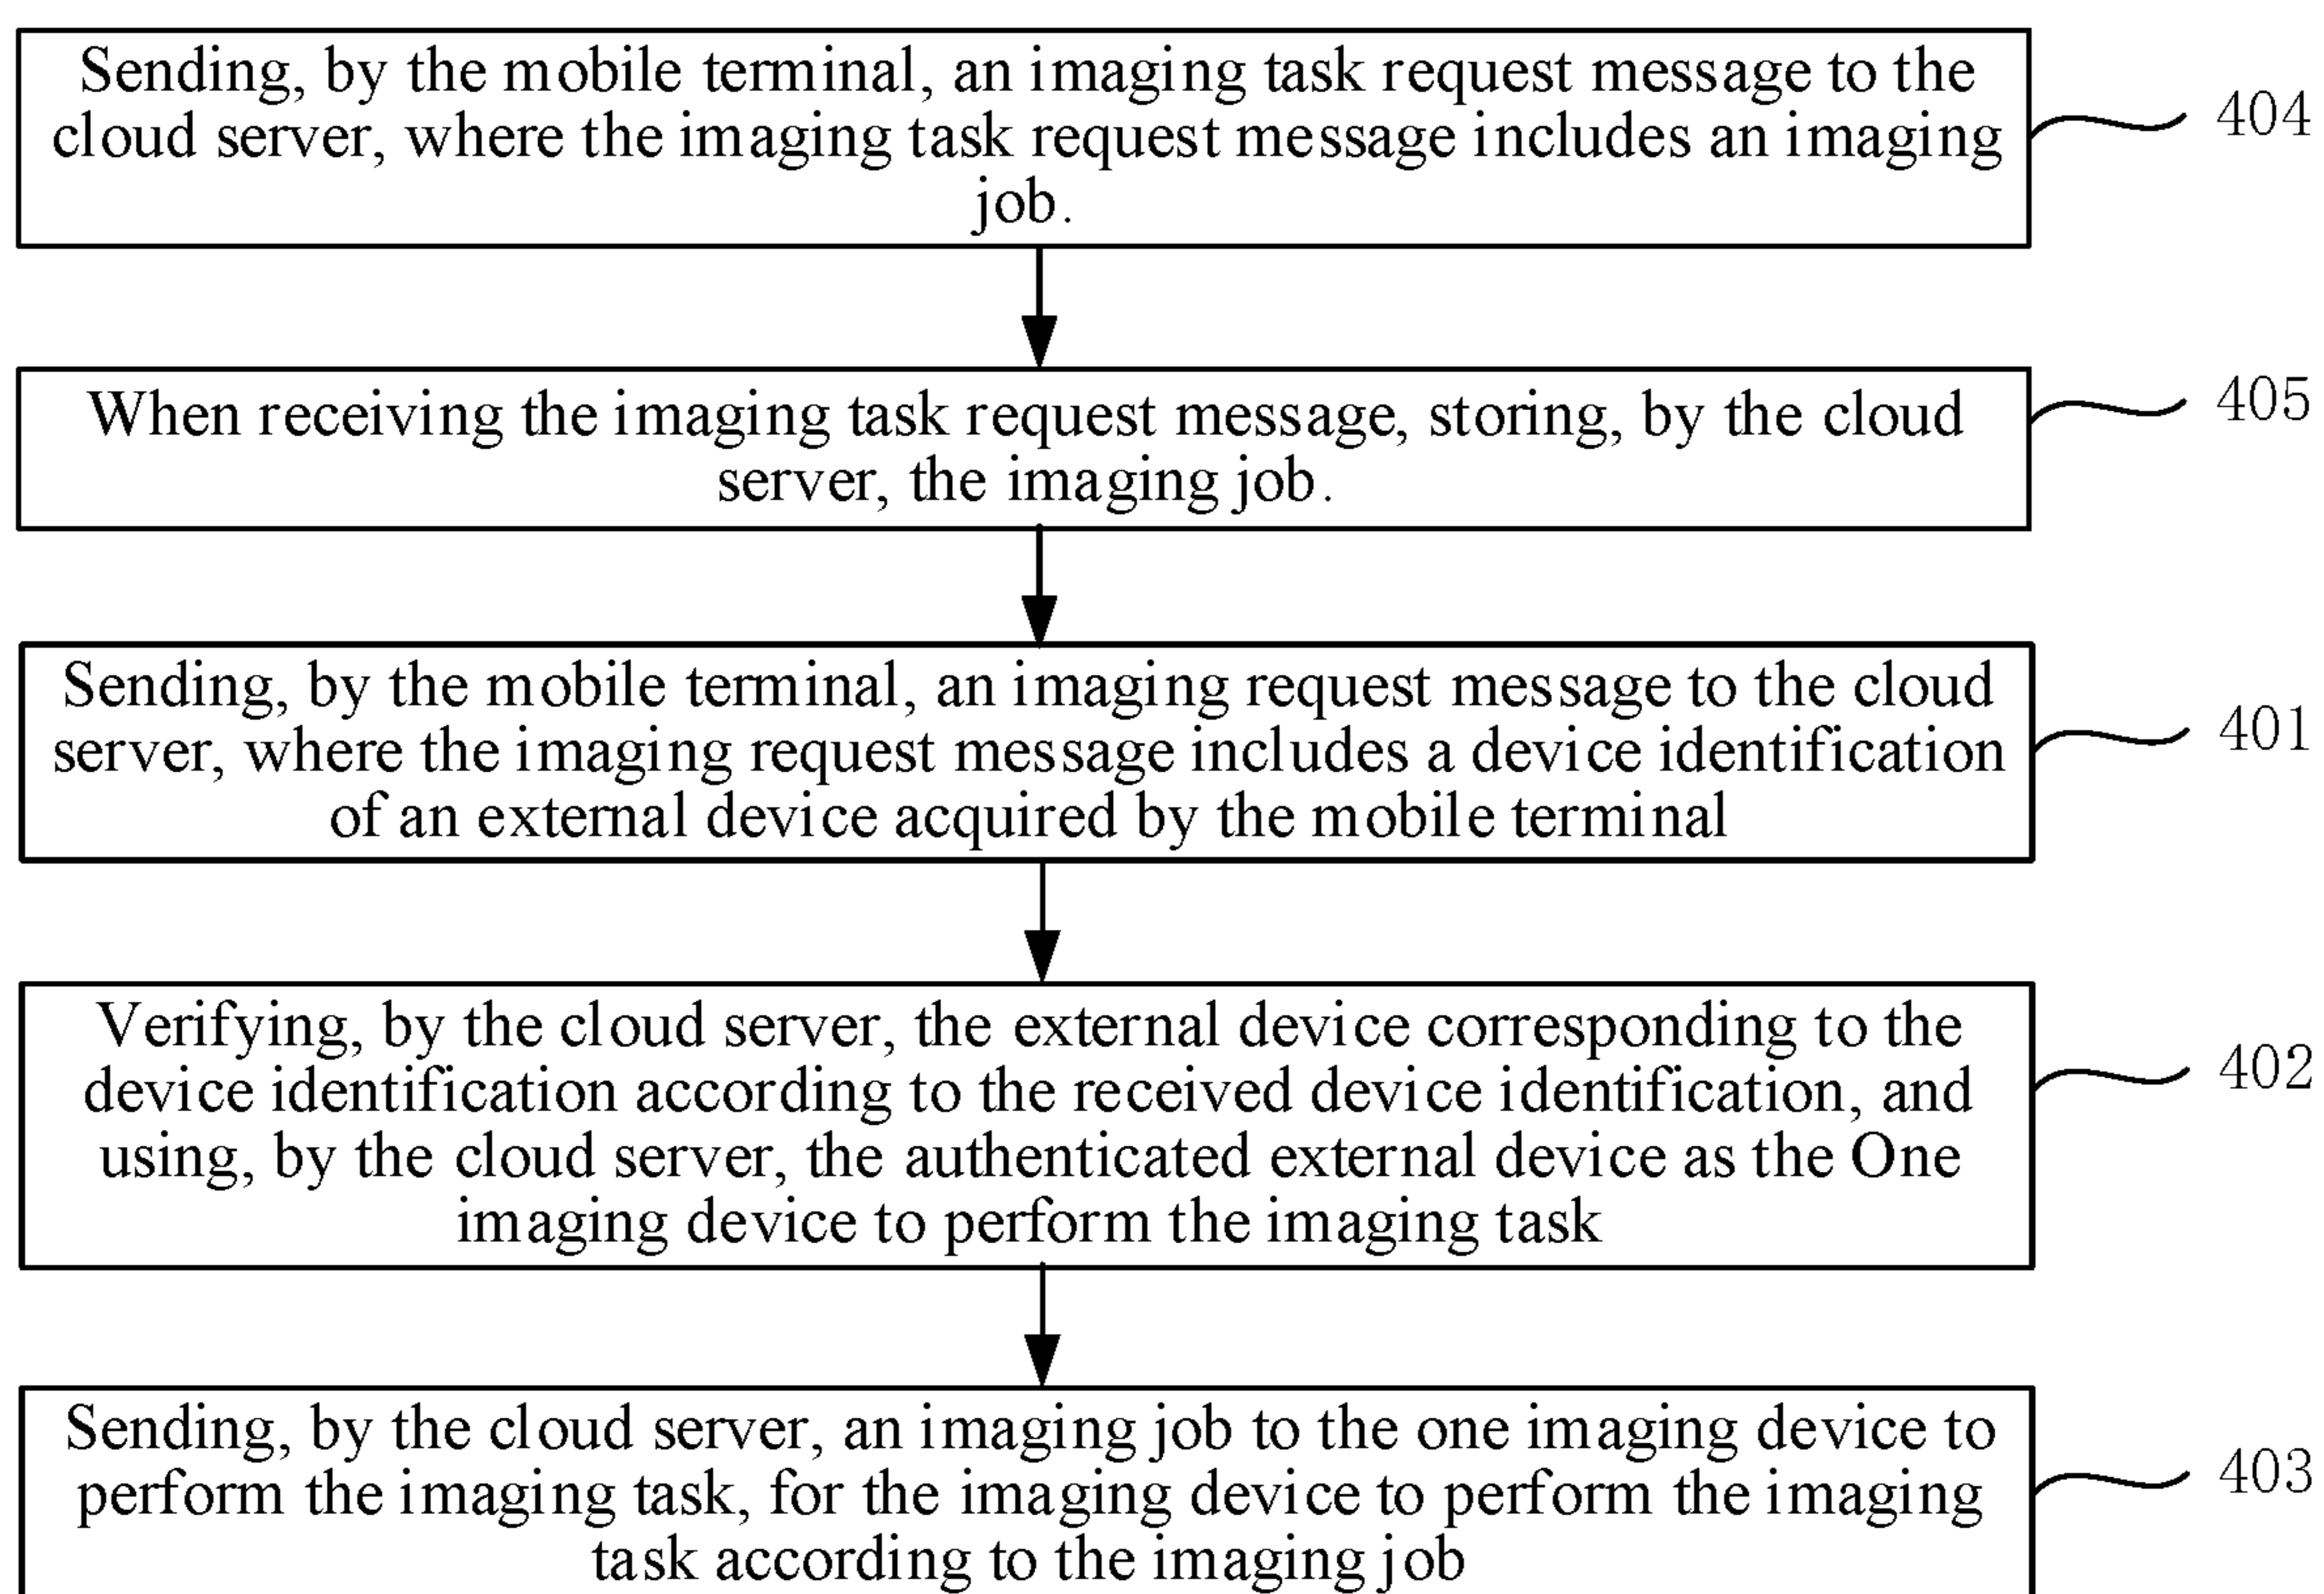 Sending, by the mobile terminal, an imaging task request message to the
cloud server, where the imaging task request message includes an imaging
job.
404
When receiving the imaging task request message, storing, by the cloud
server, the imaging job.
405
Sending, by the mobile terminal, an imaging request message to the cloud
server, where the imaging request message includes a device identification
of an external device acquired by the mobile terminal
401
Verifying, by the cloud server, the external device corresponding to the
device identification according to the received device identification, and
using, by the cloud server, the authenticated external device as the One
imaging device to perform the imaging task
402
Sending, by the cloud server, an imaging job to the one imaging device to
perform the imaging task, for the imaging device to perform the imaging
task according to the imaging job
403